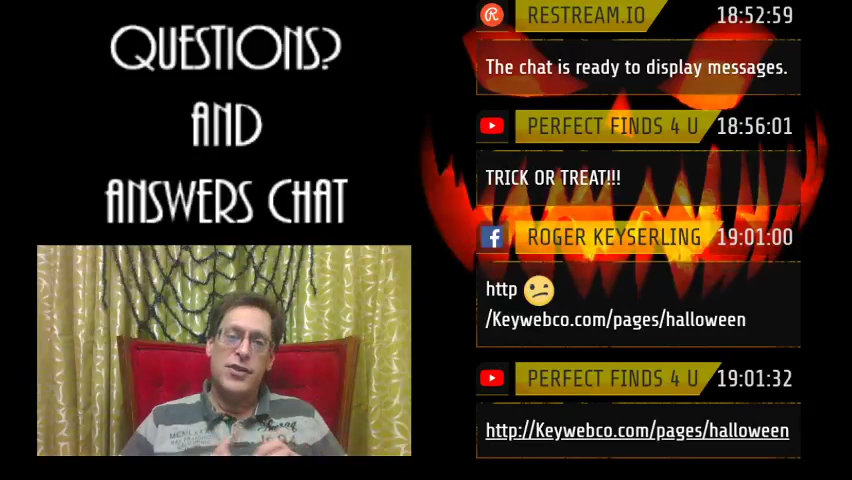 QUESTIONS?
AND
ANSWERS CHAT
RESTREAM.IO 18:52:59
The chat is ready to display messages.
PERFECT FINDS 4 U 18:56:01
TRICK OR TREAT!!!
ROGER KEYSERLING 19:01:00
http 😕
/Keywebco.com/pages/halloween
PERFECT FINDS 4 U 19:01:32
http://Keywebco.com/pages/halloween